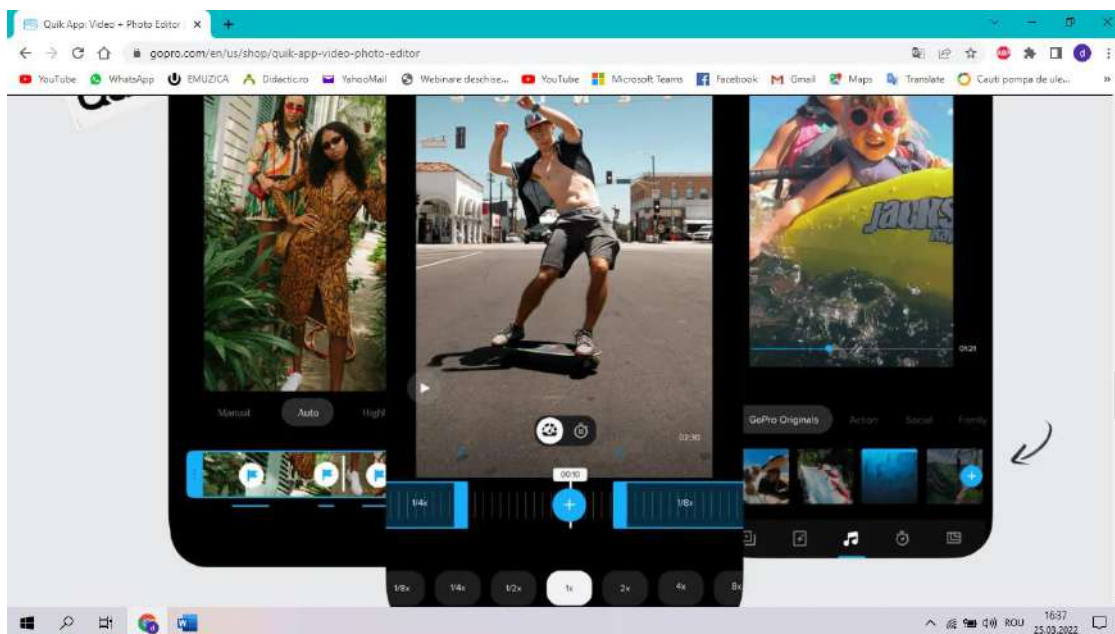 Quik App: Video + Photo Editor
gopro.com/en/us/shop/quik-app-video-photo-editor
YouTube WhatsApp EMUZICA Didactic.ro YahooMail Webinare deschise... YouTube Microsoft Teams Facebook Gmail Maps Translate Cauti pompa de ule... »
JACKS
01:21
Manual Auto Highl
02:30
GoPro Originals Action Social Family
00:10
1/4x 1/8x
1/8x 1/4x 1/2x 1x 2x 4x 8x
ROU
16:37
25.03.2022